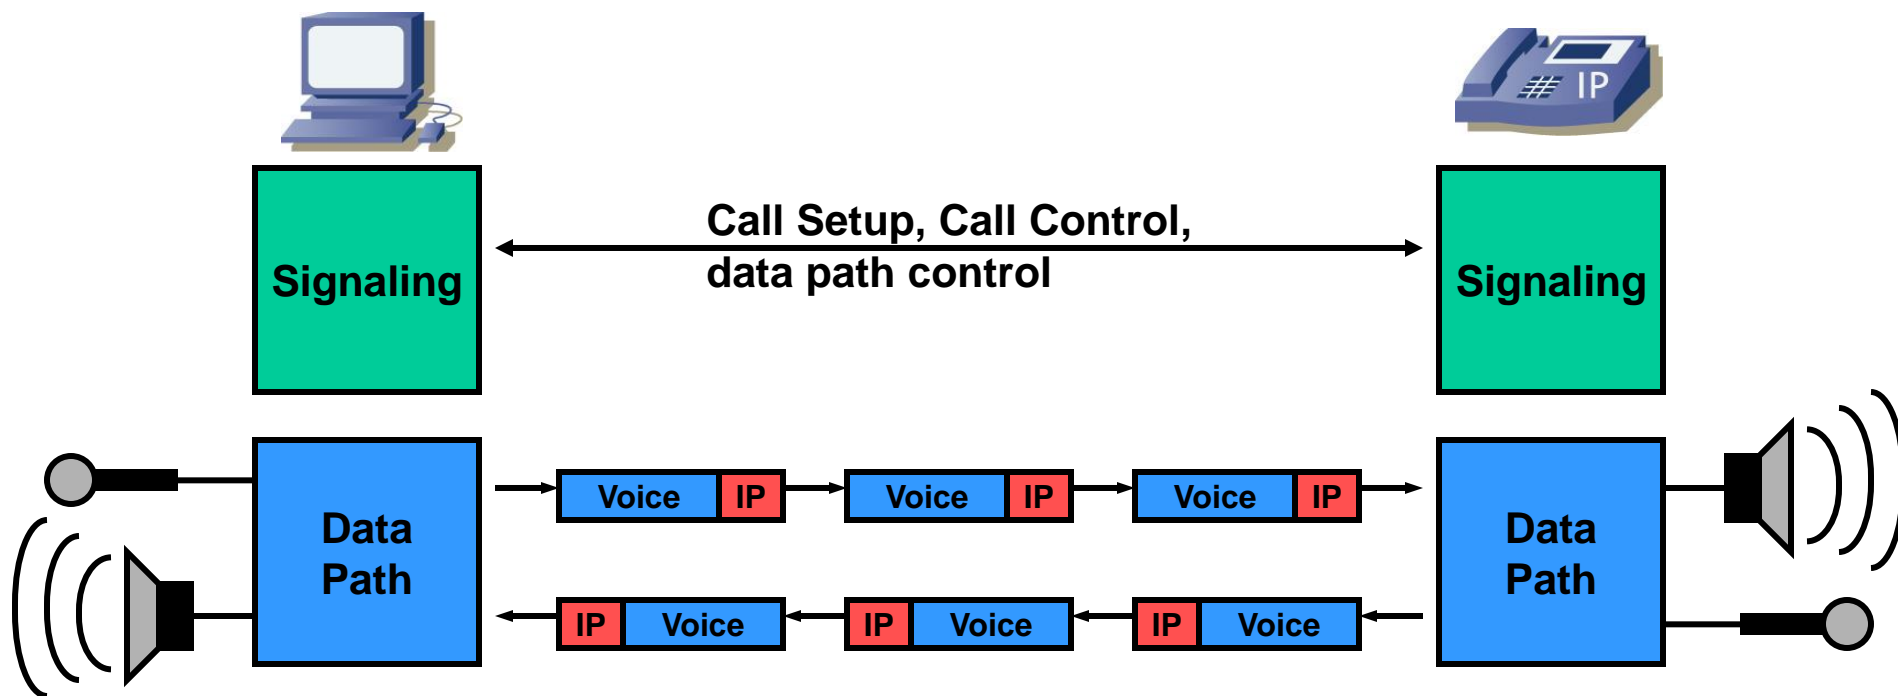 IP
Call Setup, Call Control,
data path control
Signaling
Signaling
Voice IP Voice IP Voice IP
Data
Path
Data
Path
IP Voice IP Voice IP Voice